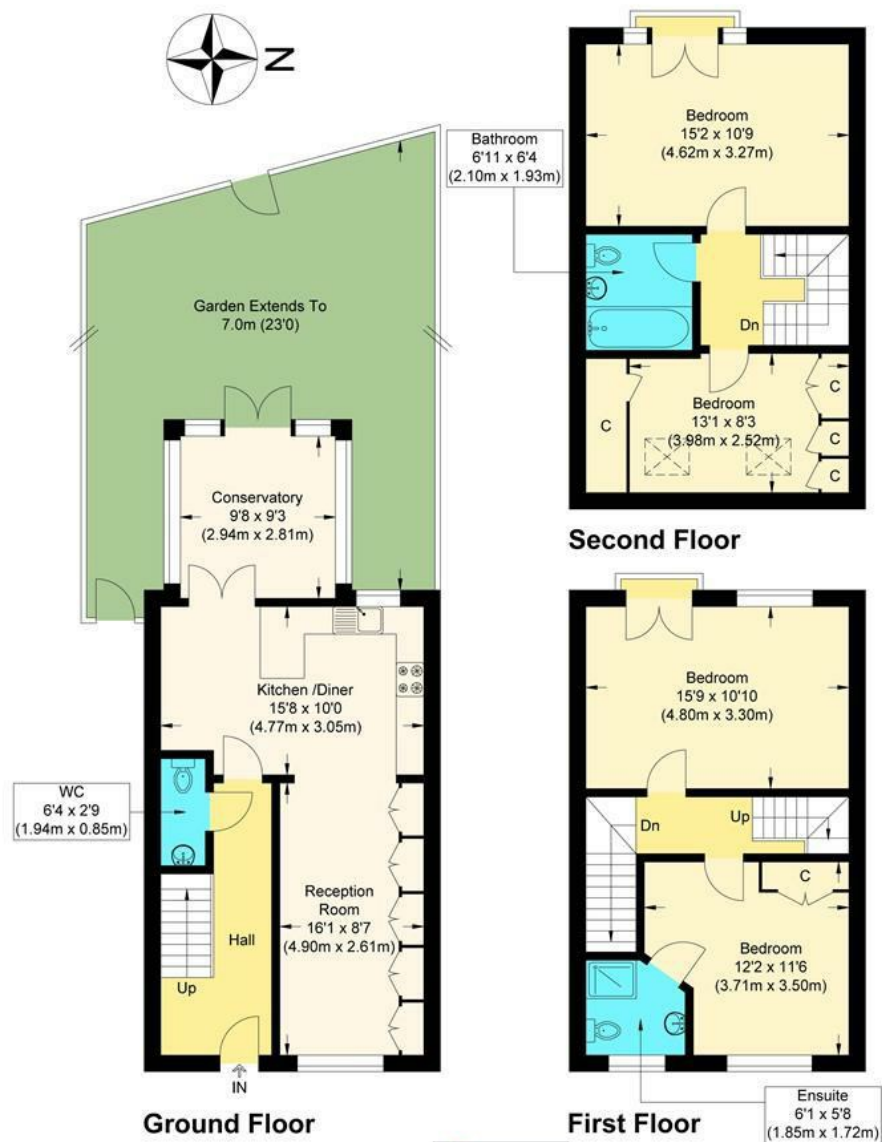 N
Garden Extends To
7.0m (23'0)
Conservatory
9'8 x 9'3
(2.94m x 2.81m)
Kitchen /Diner
15'8 x 10'0
(4.77m x 3.05m)
WC
6'4 x 2'9
(1.94m x 0.85m)
Reception
Room
16'1 x 8'7
(4.90m x 2.61m)
Hall
Up
IN
Ground Floor
Bathroom
6'11 x 6'4
(2.10m x 1.93m)
Bedroom
15'2 x 10'9
(4.62m x 3.27m)
Dn
Bedroom
13'1 x 8'3
(3.98m x 2.52m)
C
C
C
C
Second Floor
Bedroom
15'9 x 10'10
(4.80m x 3.30m)
Dn
Up
C
Bedroom
12'2 x 11'6
(3.71m x 3.50m)
Ensuite
6'1 x 5'8
(1.85m x 1.72m)
First Floor